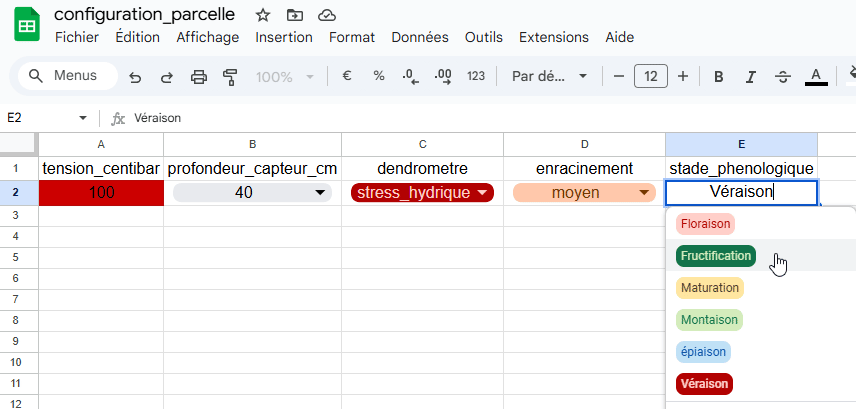 configuration_parcelle
Fichier Édition Affichage Insertion Format Données Outils Extensions Aide
Menus 100% € % .0 .00 123 Par dé... 12 B I S A
E2 fx Véraison
A B C D E
1 tension_centibar profondeur_capteur_cm dendrometre enracinement stade_phenologique
2 100 40 stress_hydrique moyen Véraison
3
4
5
6
7
8
9
10
11
12
Floraison
Fructification
Maturation
Montaison
épiaison
Véraison